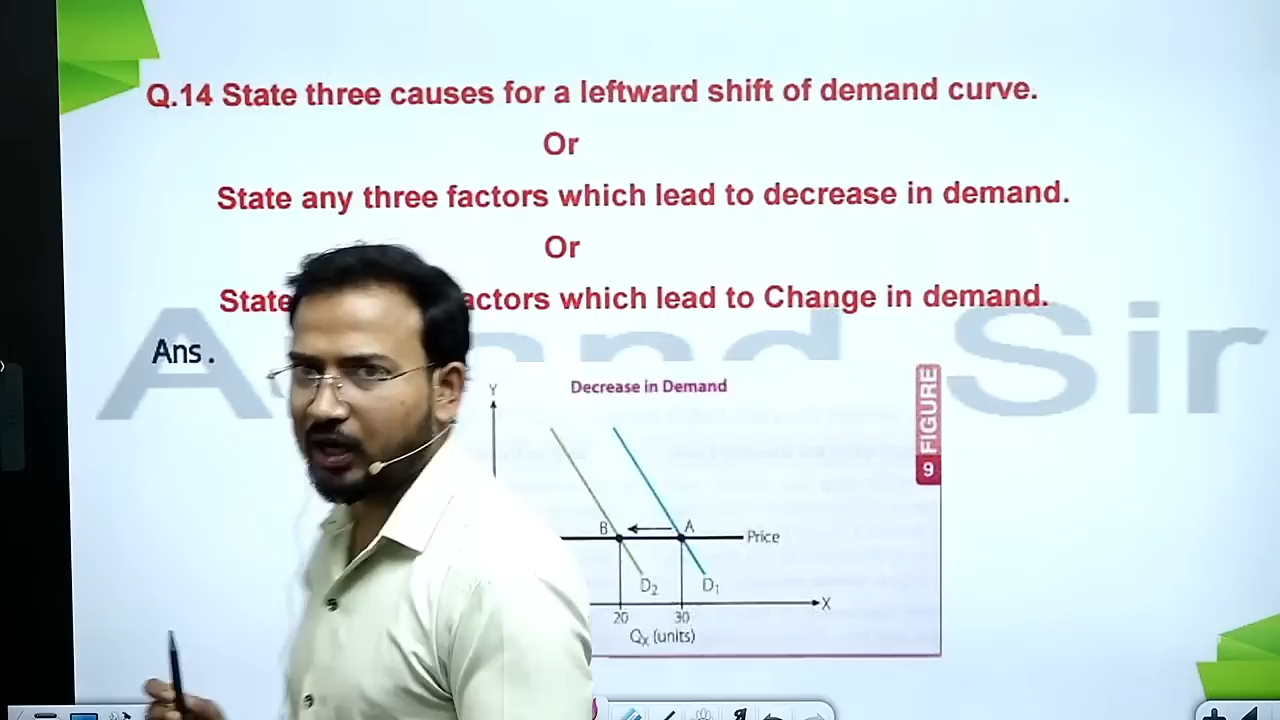 Q.14 State three causes for a leftward shift of demand curve.
Or
State any three factors which lead to decrease in demand.
Or
State actors which lead to Change in demand.
Ans .
Sir
Y
Decrease in Demand
FIGURE
9
B
A
Price
D₂
D₁
X
20
30
Qx (units)